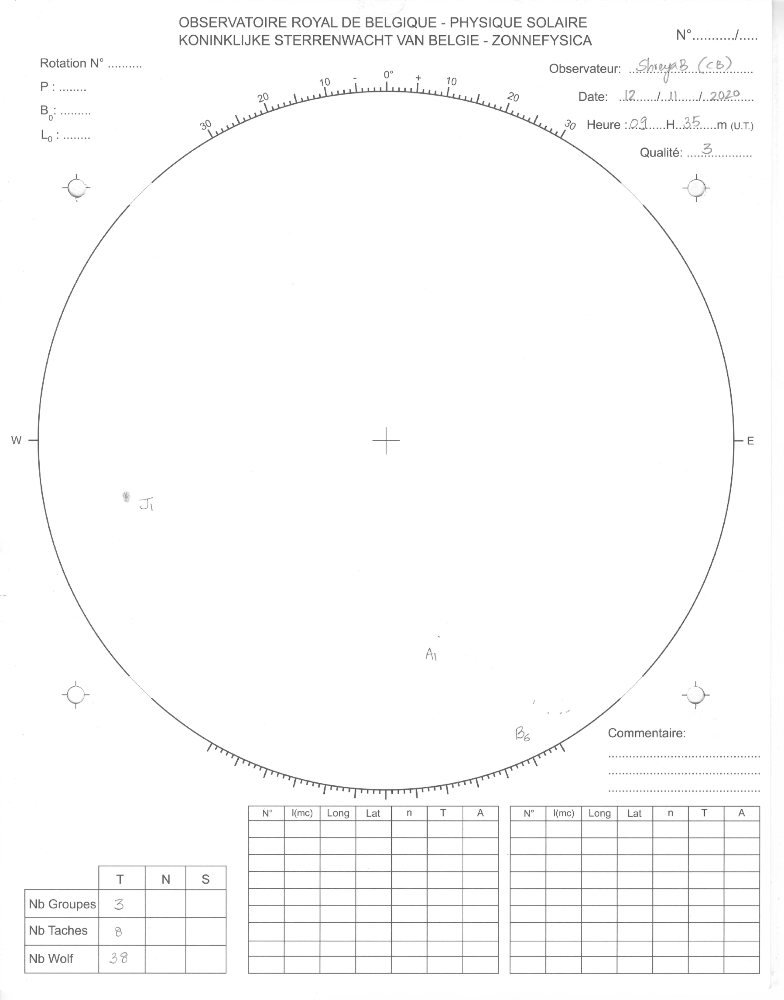 OBSERVATOIRE ROYAL DE BELGIQUE - PHYSIQUE SOLAIRE
KONINKLIJKE STERRENWACHT VAN BELGIE - ZONNEFYSICA
N°.........../.....
Rotation N° ..........
P : ........
B0: .........
L0 : ........
Observateur: ShreyaB (CB)
Date: 12 / 11 / 2020
Heure : 09 H 35 m (U.T.)
Qualité: 3
30 20 10 - 0° + 10 20 30
W E
J1
A1
B6
Commentaire:
N° I(mc) Long Lat n T A
N° I(mc) Long Lat n T A
T N S
Nb Groupes 3
Nb Taches 8
Nb Wolf 38